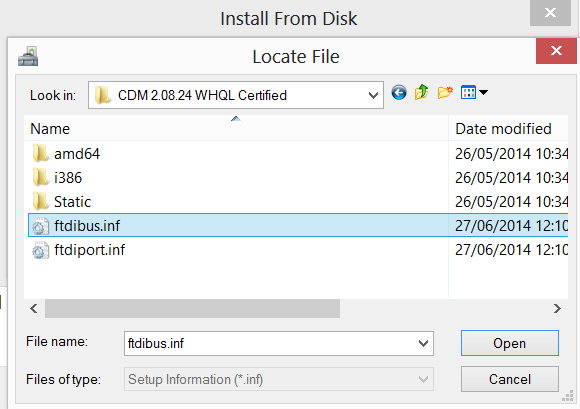 Install From Disk
Locate File
Look in: CDM 2.08.24 WHQL Certified
Name Date modified
amd64 26/05/2014 10:34
i386 26/05/2014 10:34
Static 26/05/2014 10:34
ftdibus.inf 27/06/2014 12:10
ftdiport.inf 27/06/2014 12:10
File name: ftdibus.inf Open
Files of type: Setup Information (*.inf) Cancel